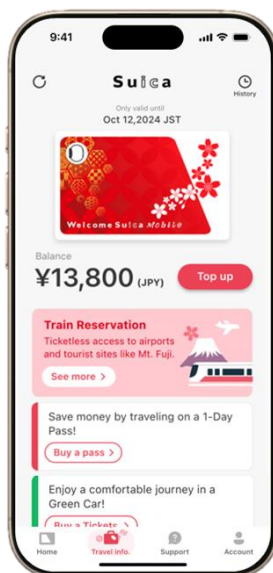 9:41
Suica
History
Only valid until
Oct 12,2024 JST
Welcome Suica Mobile
Balance
¥13,800 (JPY)
Top up
Train Reservation
Ticketless access to airports
and tourist sites like Mt. Fuji.
See more >
Save money by traveling on a 1-Day
Pass!
Buy a pass >
Enjoy a comfortable journey in a
Green Car!
Buy a Tickets >
Home
Travel info.
Support
Account